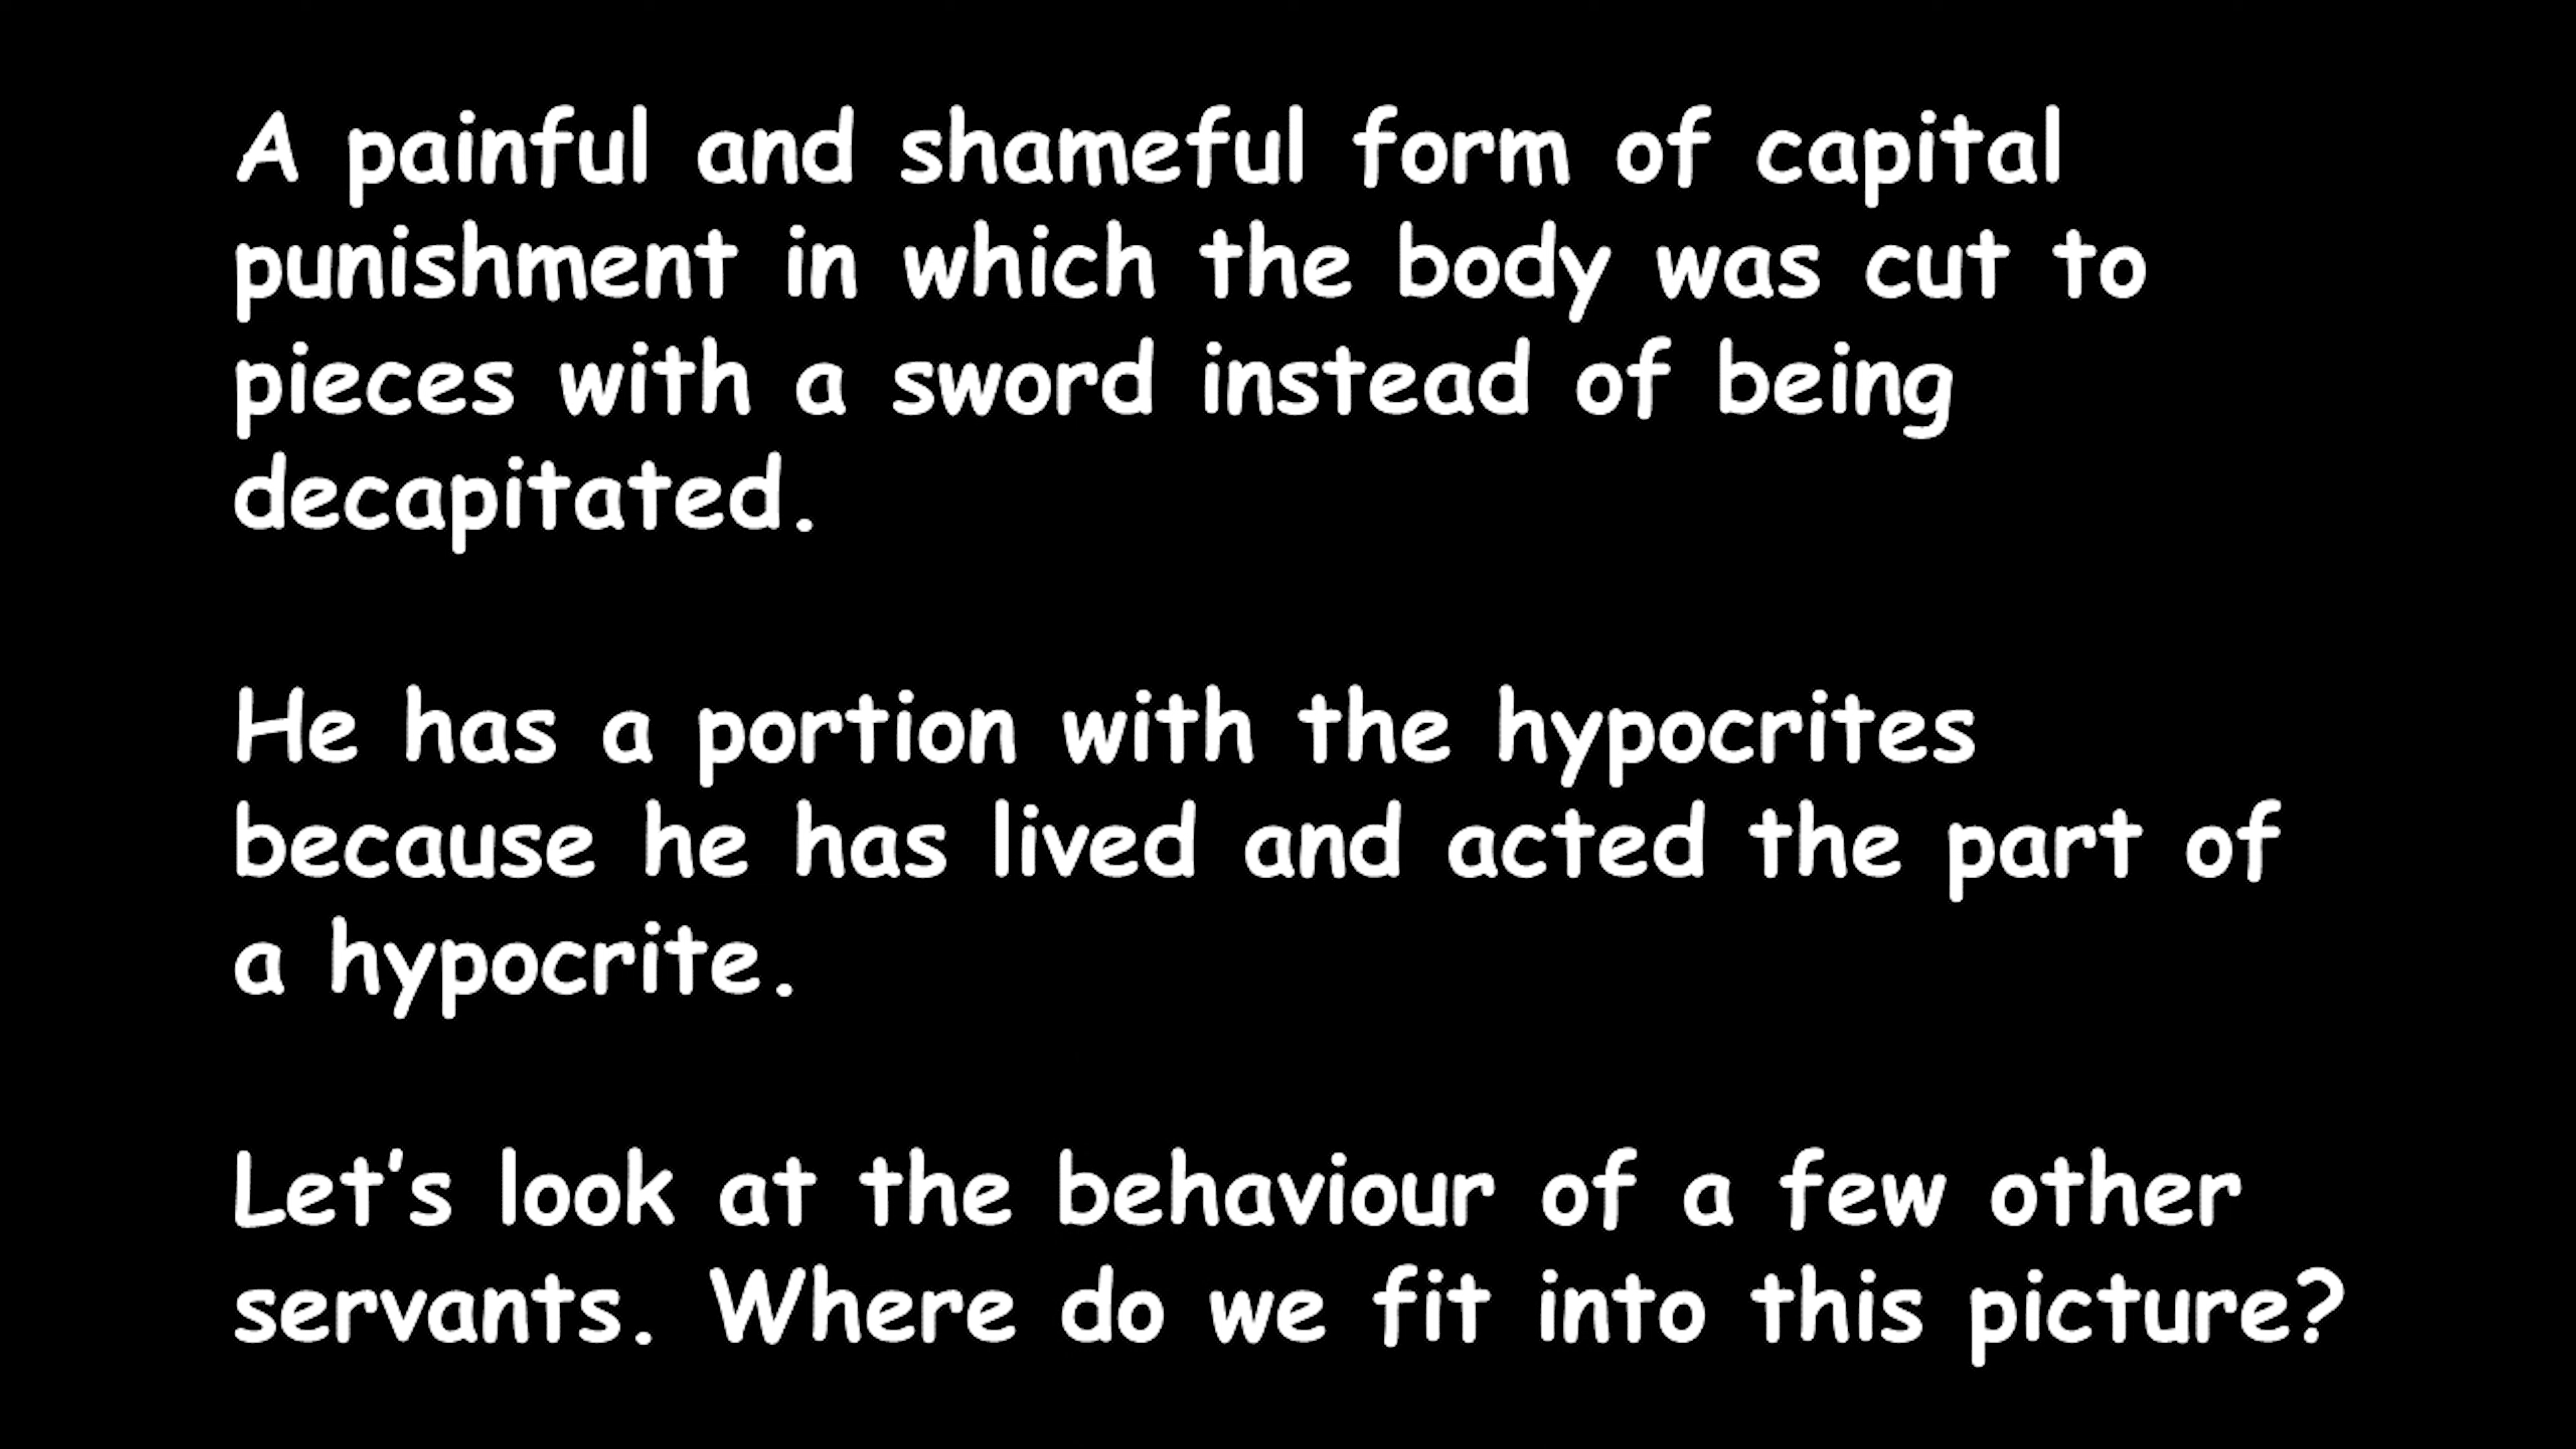 A painful and shameful form of capital
punishment in which the body was cut to
pieces with a sword instead of being
decapitated.
He has a portion with the hypocrites
because he has lived and acted the part of
a hypocrite.
Let’s look at the behaviour of a few other
servants. Where do we fit into this picture?